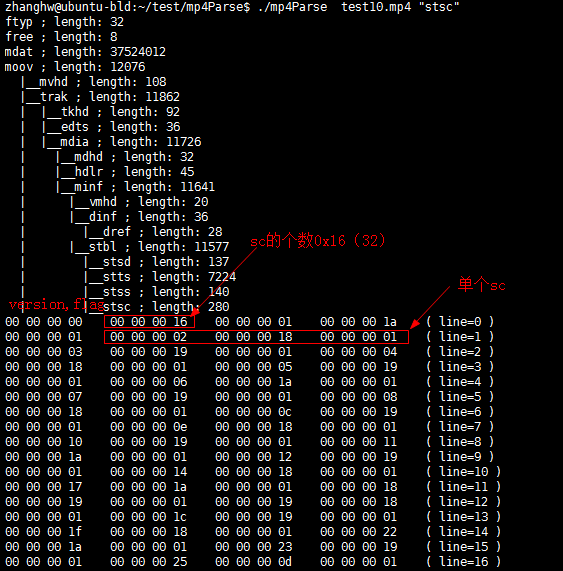 zhanghw@ubuntu-bld:~/test/mp4Parse$ ./mp4Parse  test10.mp4 "stsc"
ftyp ; length: 32
free ; length: 8
mdat ; length: 37524012
moov ; length: 12076
|__mvhd ; length: 108
|__trak ; length: 11862
| |__tkhd ; length: 92
| |__edts ; length: 36
| |__mdia ; length: 11726
| |__mdhd ; length: 32
| |__hdlr ; length: 45
| |__minf ; length: 11641
| |__vmhd ; length: 20
| |__dinf ; length: 36
| |__dref ; length: 28
sc的个数0x16（32）
| |__stbl ; length: 11577
| |__stsd ; length: 137
| |__stts ; length: 7224
单个sc
| |__stss ; length: 140
version,flag
|__stsc ; length: 280
00 00 00 00 00 00 00 16 00 00 00 01 00 00 00 1a ( line=0 )
00 00 00 01 00 00 00 02 00 00 00 18 00 00 00 01 ( line=1 )
00 00 00 03 00 00 00 19 00 00 00 01 00 00 00 04 ( line=2 )
00 00 00 18 00 00 00 01 00 00 00 05 00 00 00 19 ( line=3 )
00 00 00 01 00 00 00 06 00 00 00 1a 00 00 00 01 ( line=4 )
00 00 00 07 00 00 00 19 00 00 00 01 00 00 00 08 ( line=5 )
00 00 00 18 00 00 00 01 00 00 00 0c 00 00 00 19 ( line=6 )
00 00 00 01 00 00 00 0e 00 00 00 18 00 00 00 01 ( line=7 )
00 00 00 10 00 00 00 19 00 00 00 01 00 00 00 11 ( line=8 )
00 00 00 1a 00 00 00 01 00 00 00 12 00 00 00 19 ( line=9 )
00 00 00 01 00 00 00 14 00 00 00 18 00 00 00 01 ( line=10 )
00 00 00 17 00 00 00 1a 00 00 00 01 00 00 00 18 ( line=11 )
00 00 00 19 00 00 00 01 00 00 00 19 00 00 00 18 ( line=12 )
00 00 00 01 00 00 00 1c 00 00 00 19 00 00 00 01 ( line=13 )
00 00 00 1f 00 00 00 18 00 00 00 01 00 00 00 22 ( line=14 )
00 00 00 1a 00 00 00 01 00 00 00 23 00 00 00 19 ( line=15 )
00 00 00 01 00 00 00 25 00 00 00 0d 00 00 00 01 ( line=16 )